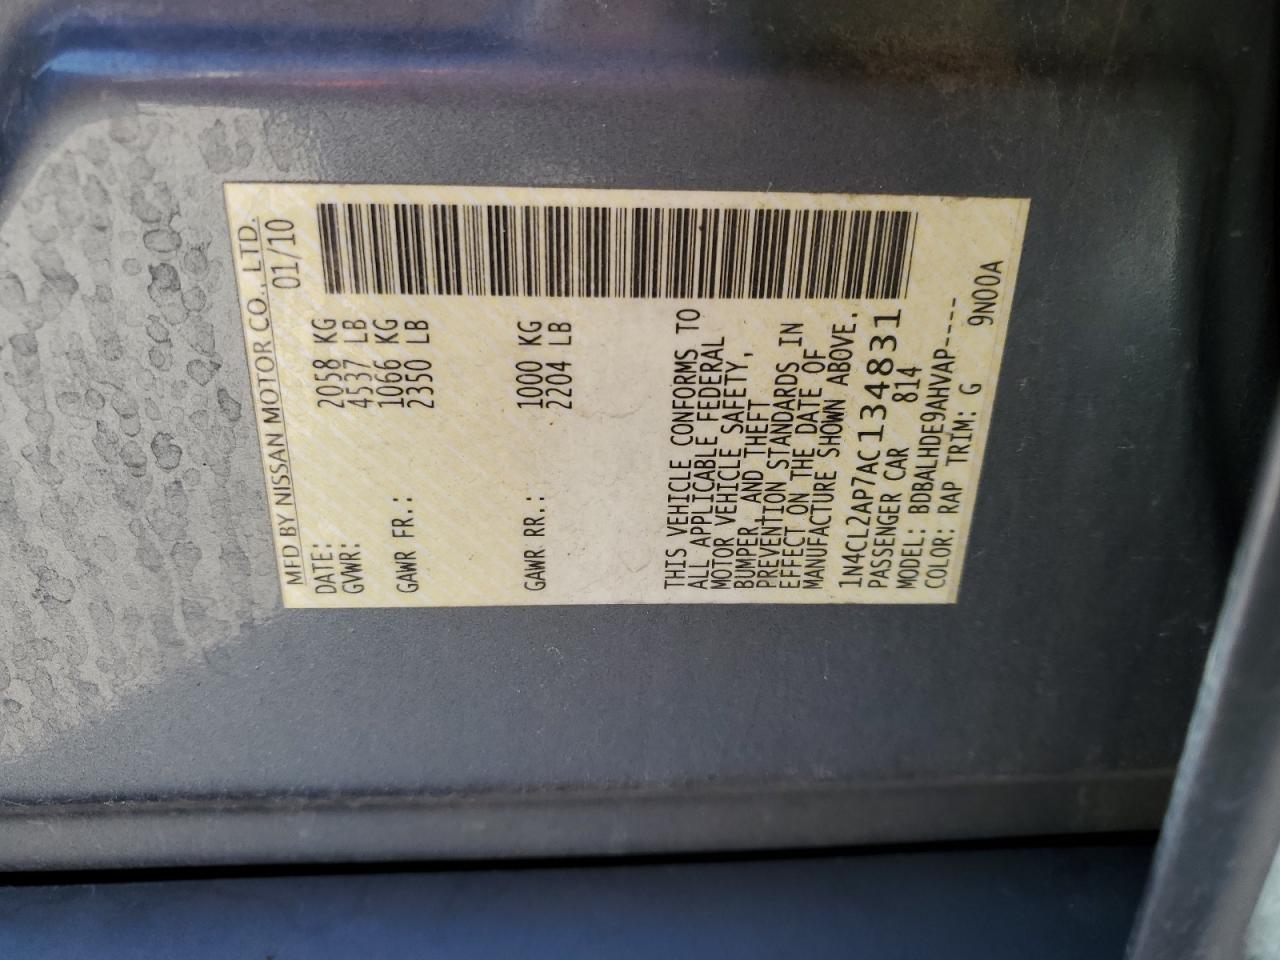 MFD BY NISSAN MOTOR CO., LTD.
DATE: 01/10
GVWR: 2058 KG
4537 LB
GAWR FR.: 1066 KG
2350 LB
GAWR RR.: 1000 KG
2204 LB
THIS VEHICLE CONFORMS TO
ALL APPLICABLE FEDERAL
MOTOR VEHICLE SAFETY,
BUMPER, AND THEFT
PREVENTION STANDARDS IN
EFFECT ON THE DATE OF
MANUFACTURE SHOWN ABOVE.
1N4CL2AP7AC134831
PASSENGER CAR 814
MODEL: BDBALHDE9AHVAP----
COLOR: RAP TRIM: G 9N00A